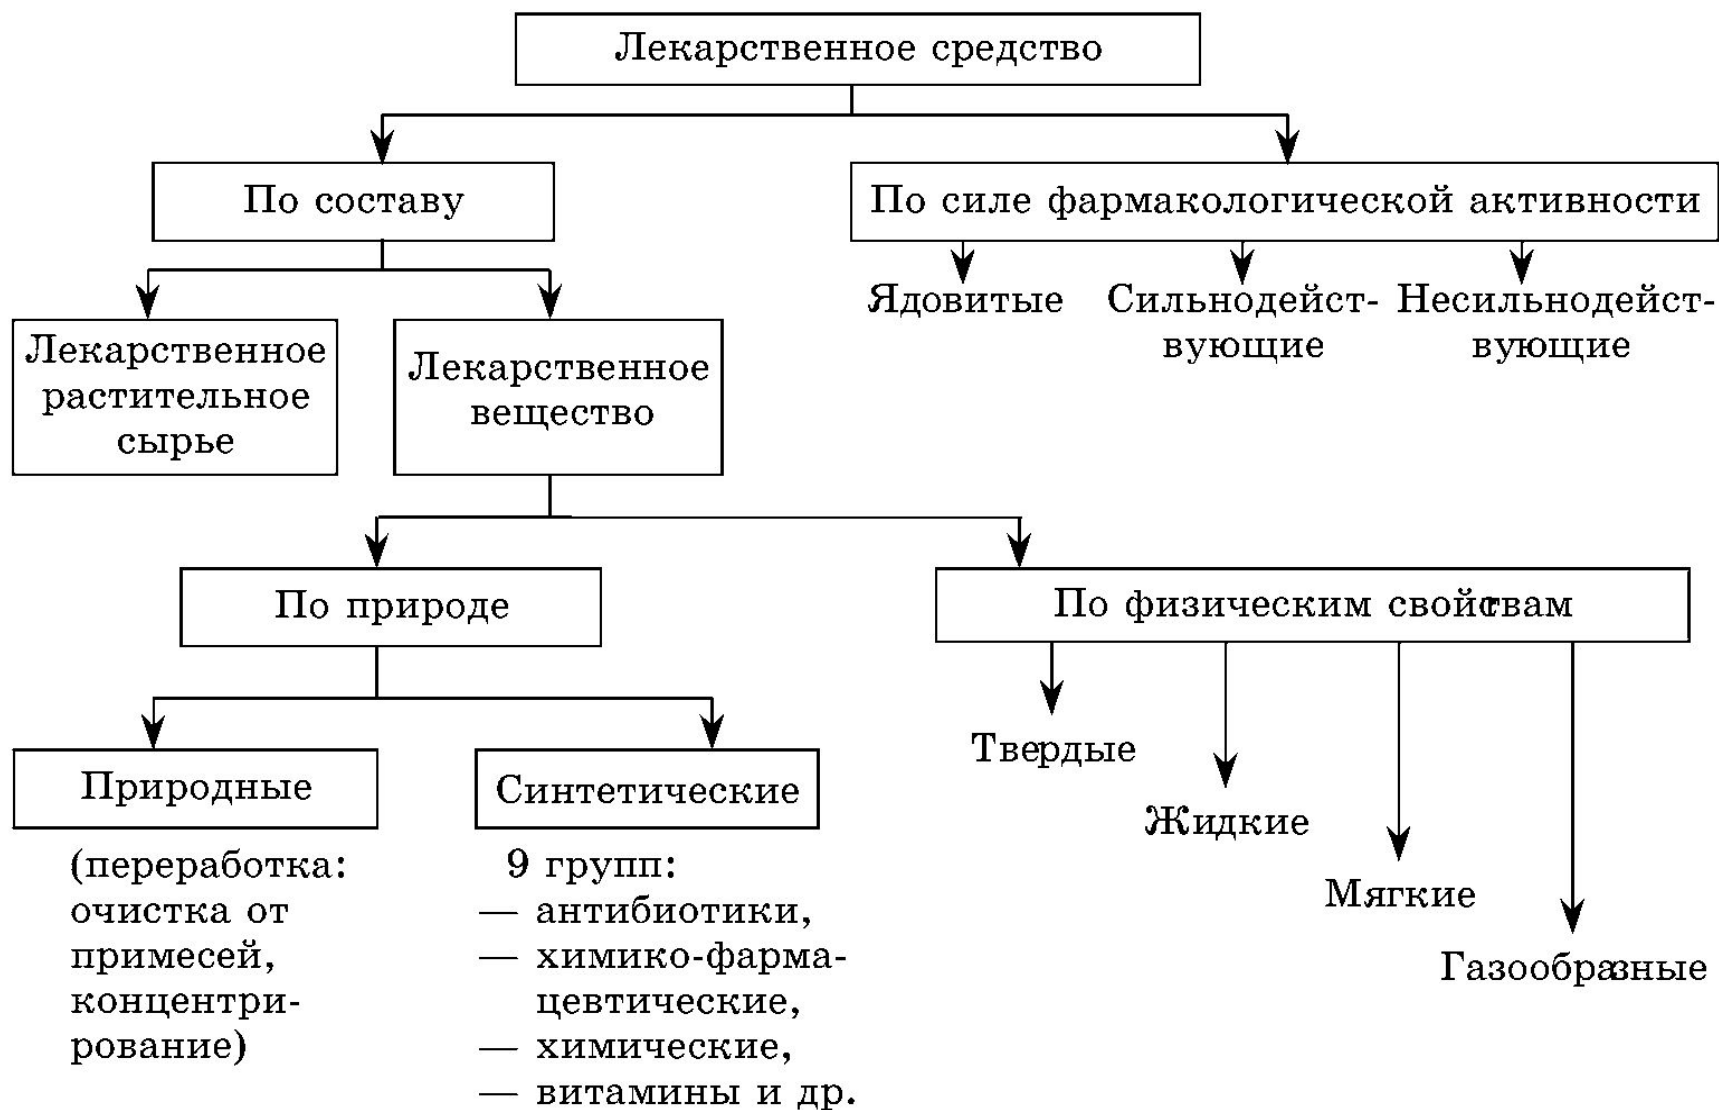 Лекарственное средство
По составу
По силе фармакологической активности
Ядовитые
Сильнодейст-
вующие
Несильнодейст-
вующие
Лекарственное
растительное
сырье
Лекарственное
вещество
По природе
По физическим свойствам
Природные
Синтетические
Твердые
Жидкие
Мягкие
Газообразные
(переработка:
очистка от
примесей,
концентри-
рование)
9 групп:
— антибиотики,
— химико-фарма-
цевтические,
— химические,
— витамины и др.